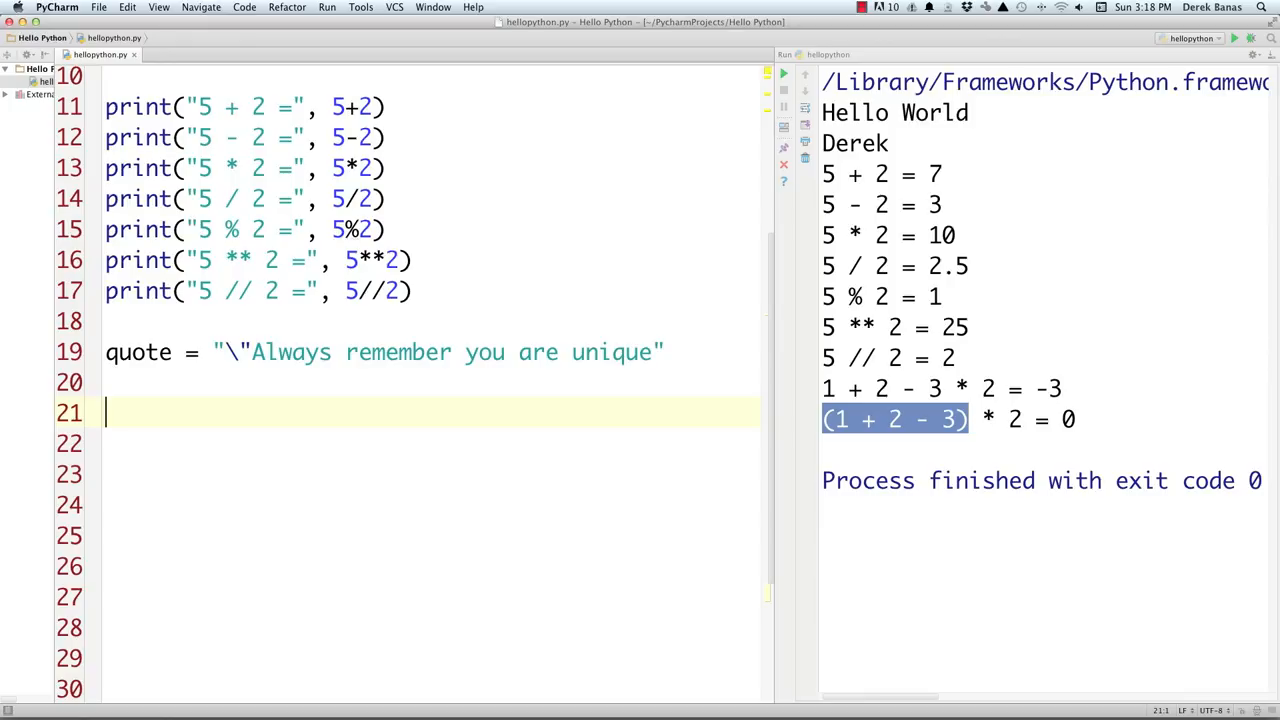 PyCharm File Edit View Navigate Code Refactor Run Tools VCS Window Help 10 Sun 3:18 PM Derek Banas
hellopython.py - Hello Python - [~/PycharmProjects/Hello Python]
Hello Python hellopython.py hellopython
hellopython.py Run hellopython
Hello P
hell
Externa
10
11 print("5 + 2 =", 5+2)
12 print("5 - 2 =", 5-2)
13 print("5 * 2 =", 5*2)
14 print("5 / 2 =", 5/2)
15 print("5 % 2 =", 5%2)
16 print("5 ** 2 =", 5**2)
17 print("5 // 2 =", 5//2)
18
19 quote = "\"Always remember you are unique"
20
21
22
23
24
25
26
27
28
29
30
/Library/Frameworks/Python.framewo
Hello World
Derek
5 + 2 = 7
5 - 2 = 3
5 * 2 = 10
5 / 2 = 2.5
5 % 2 = 1
5 ** 2 = 25
5 // 2 = 2
1 + 2 - 3 * 2 = -3
(1 + 2 - 3) * 2 = 0
Process finished with exit code 0
21:1 LF UTF-8